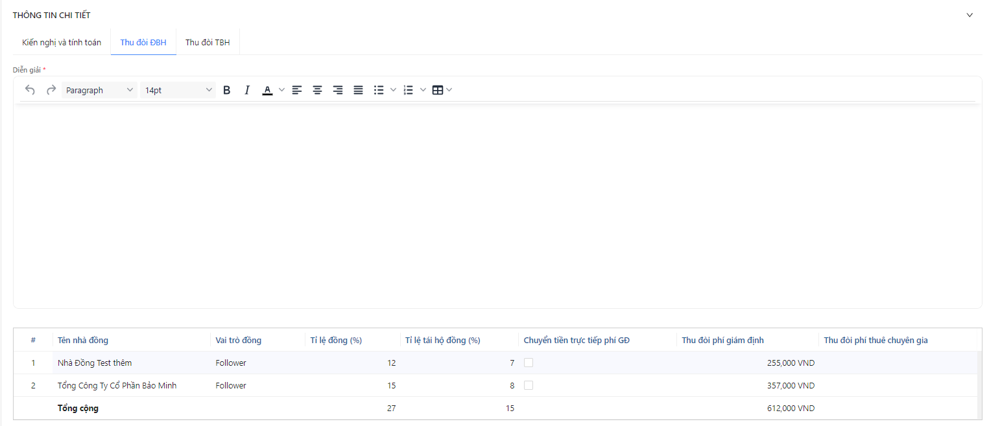 THÔNG TIN CHI TIẾT
Kiến nghị và tính toán Thu đòi ĐBH Thu đòi TBH
Diễn giải *
Paragraph 14pt B I A
# Tên nhà đồng Vai trò đồng Tỉ lệ đồng (%) Tỉ lệ tái hộ đồng (%) Chuyển tiền trực tiếp phí GĐ Thu đòi phí giám định Thu đòi phí thuê chuyên gia
1 Nhà Đồng Test thêm Follower 12 7 255,000 VND
2 Tổng Công Ty Cổ Phần Bảo Minh Follower 15 8 357,000 VND
Tổng cộng 27 15 612,000 VND